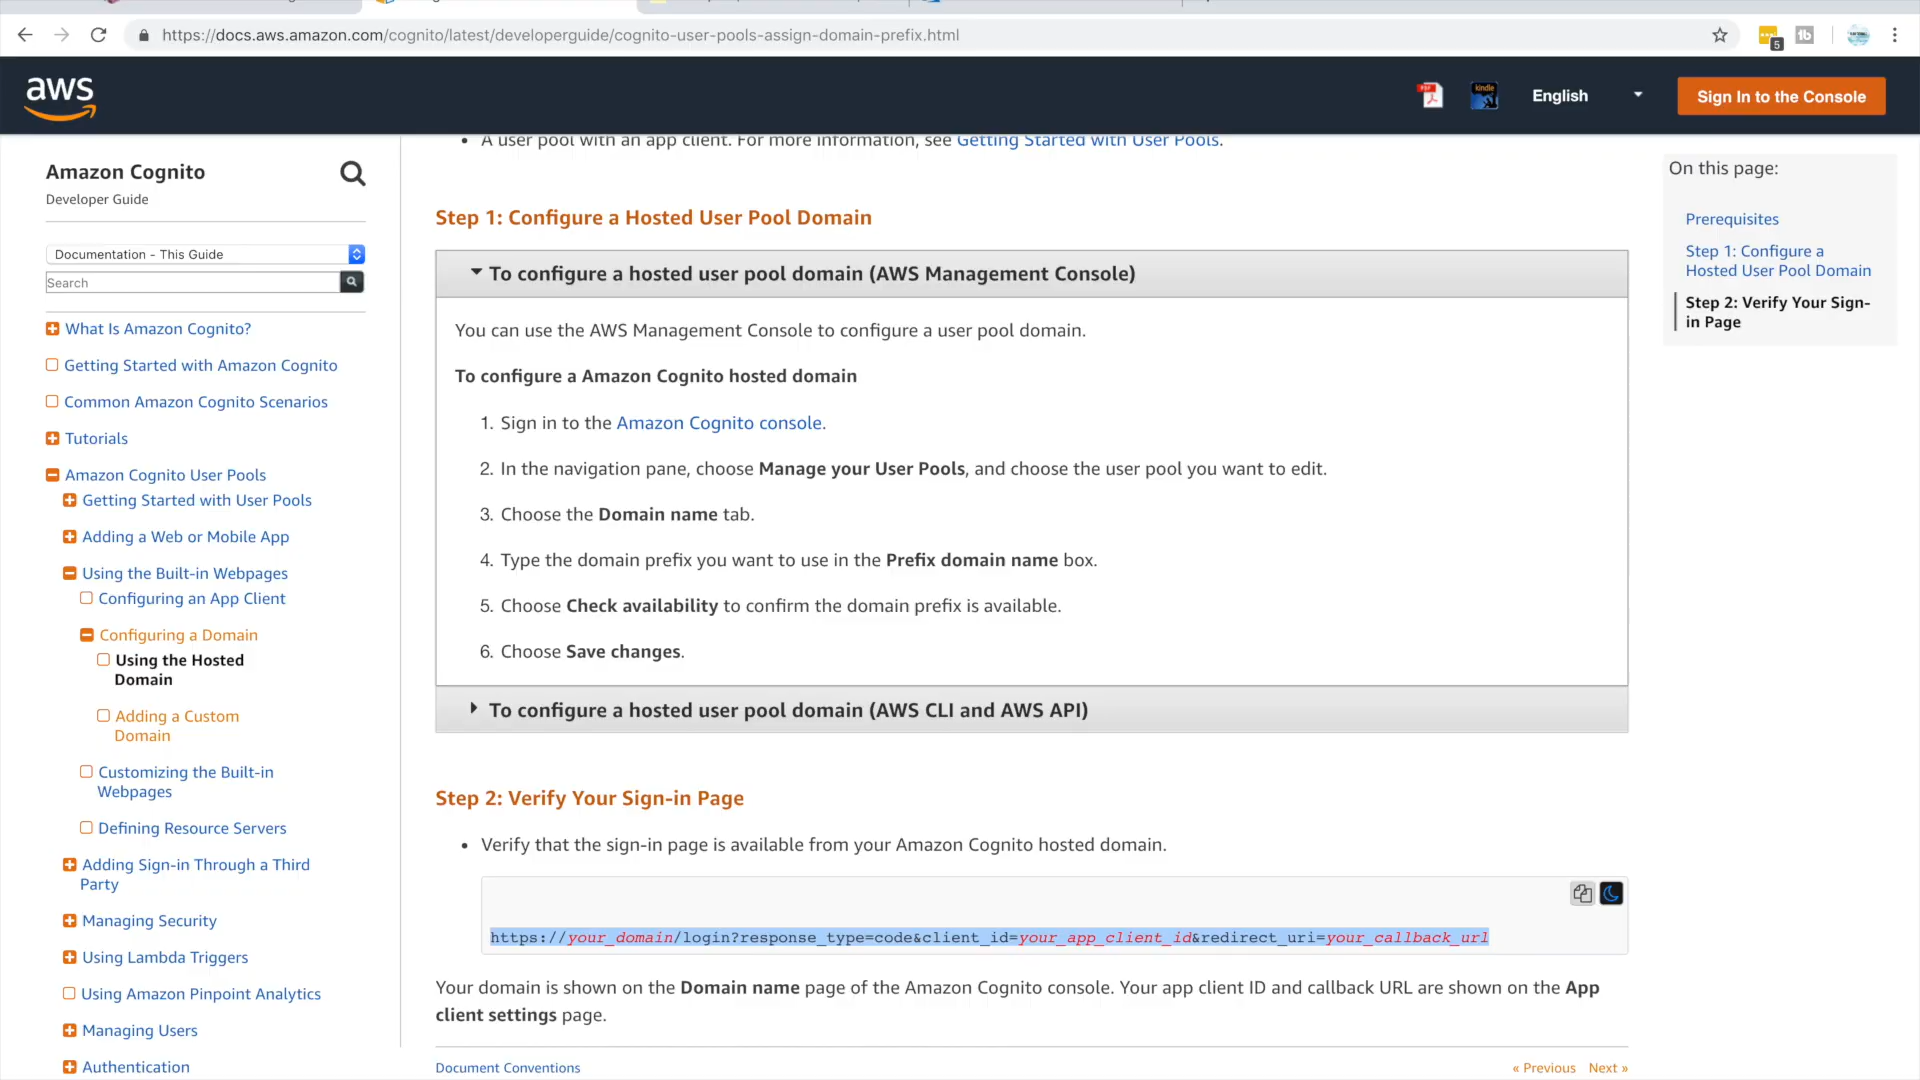 https://docs.aws.amazon.com/cognito/latest/developerguide/cognito-user-pools-assign-domain-prefix.html
5
aws
PDF
kindle
English
Sign In to the Console
Amazon Cognito
Developer Guide
Documentation - This Guide
Search
What Is Amazon Cognito?
Getting Started with Amazon Cognito
Common Amazon Cognito Scenarios
Tutorials
Amazon Cognito User Pools
Getting Started with User Pools
Adding a Web or Mobile App
Using the Built-in Webpages
Configuring an App Client
Configuring a Domain
Using the Hosted
Domain
Adding a Custom
Domain
Customizing the Built-in
Webpages
Defining Resource Servers
Adding Sign-in Through a Third
Party
Managing Security
Using Lambda Triggers
Using Amazon Pinpoint Analytics
Managing Users
Authentication
• A user pool with an app client. For more information, see Getting Started with User Pools.
Step 1: Configure a Hosted User Pool Domain
To configure a hosted user pool domain (AWS Management Console)
You can use the AWS Management Console to configure a user pool domain.
To configure a Amazon Cognito hosted domain
1. Sign in to the Amazon Cognito console.
2. In the navigation pane, choose Manage your User Pools, and choose the user pool you want to edit.
3. Choose the Domain name tab.
4. Type the domain prefix you want to use in the Prefix domain name box.
5. Choose Check availability to confirm the domain prefix is available.
6. Choose Save changes.
To configure a hosted user pool domain (AWS CLI and AWS API)
Step 2: Verify Your Sign-in Page
• Verify that the sign-in page is available from your Amazon Cognito hosted domain.
https://your_domain/login?response_type=code&client_id=your_app_client_id&redirect_uri=your_callback_url
Your domain is shown on the Domain name page of the Amazon Cognito console. Your app client ID and callback URL are shown on the App
client settings page.
Document Conventions
« Previous Next »
On this page:
Prerequisites
Step 1: Configure a
Hosted User Pool Domain
Step 2: Verify Your Sign-
in Page